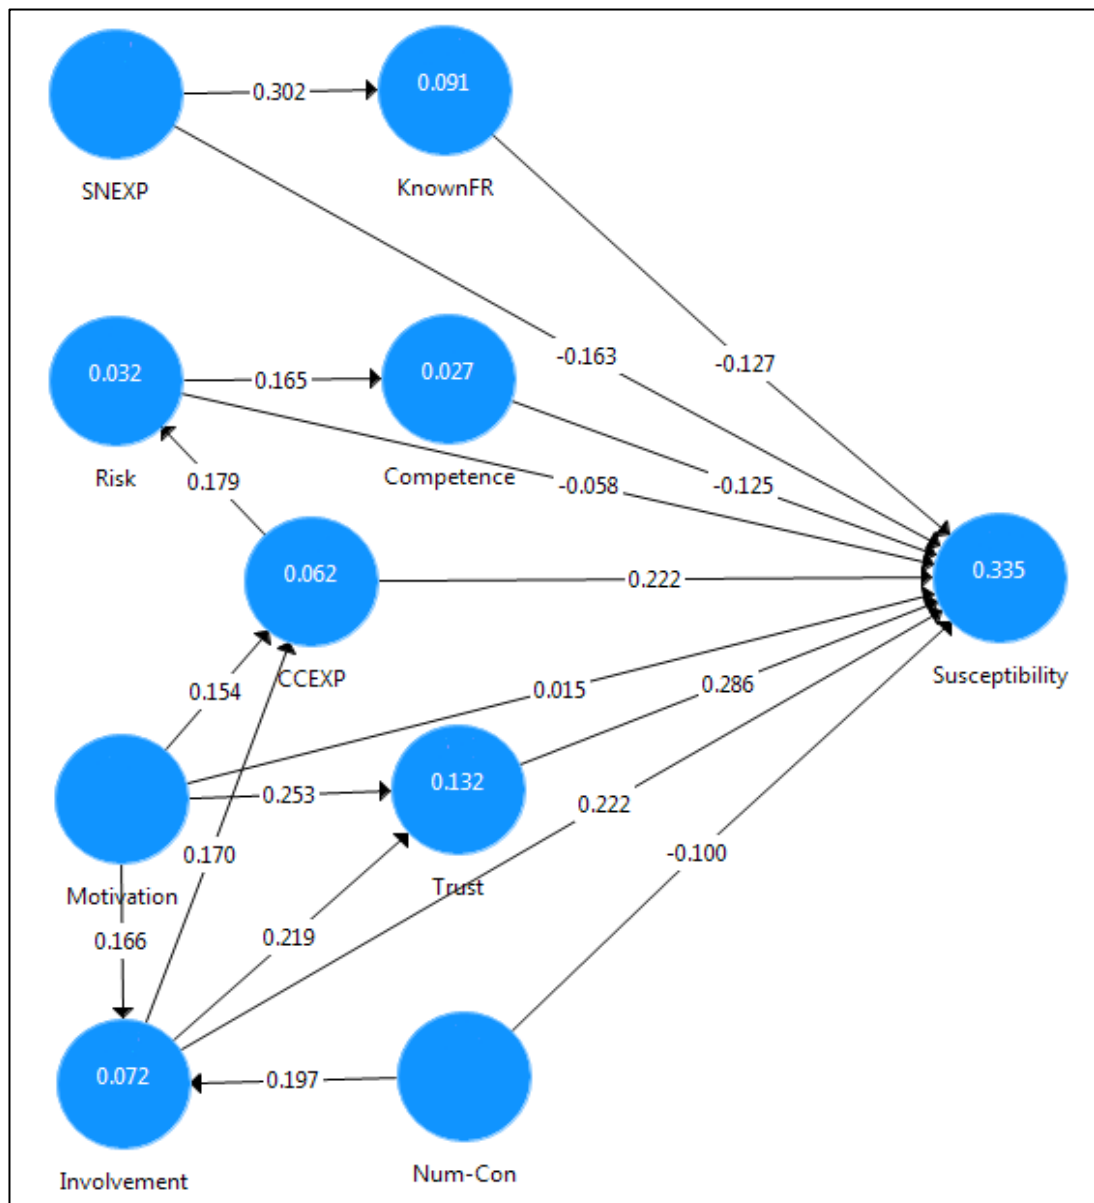 0.302
0.091
SNEXP
KnownFR
-0.163
-0.127
0.032
0.165
0.027
Risk
Competence
0.179
-0.058
-0.125
0.062
0.222
0.335
CCEXP
Susceptibility
0.154
0.015
0.286
0.253
0.132
0.222
0.170
-0.100
Motivation
Trust
0.166
0.219
0.072
0.197
Involvement
Num-Con